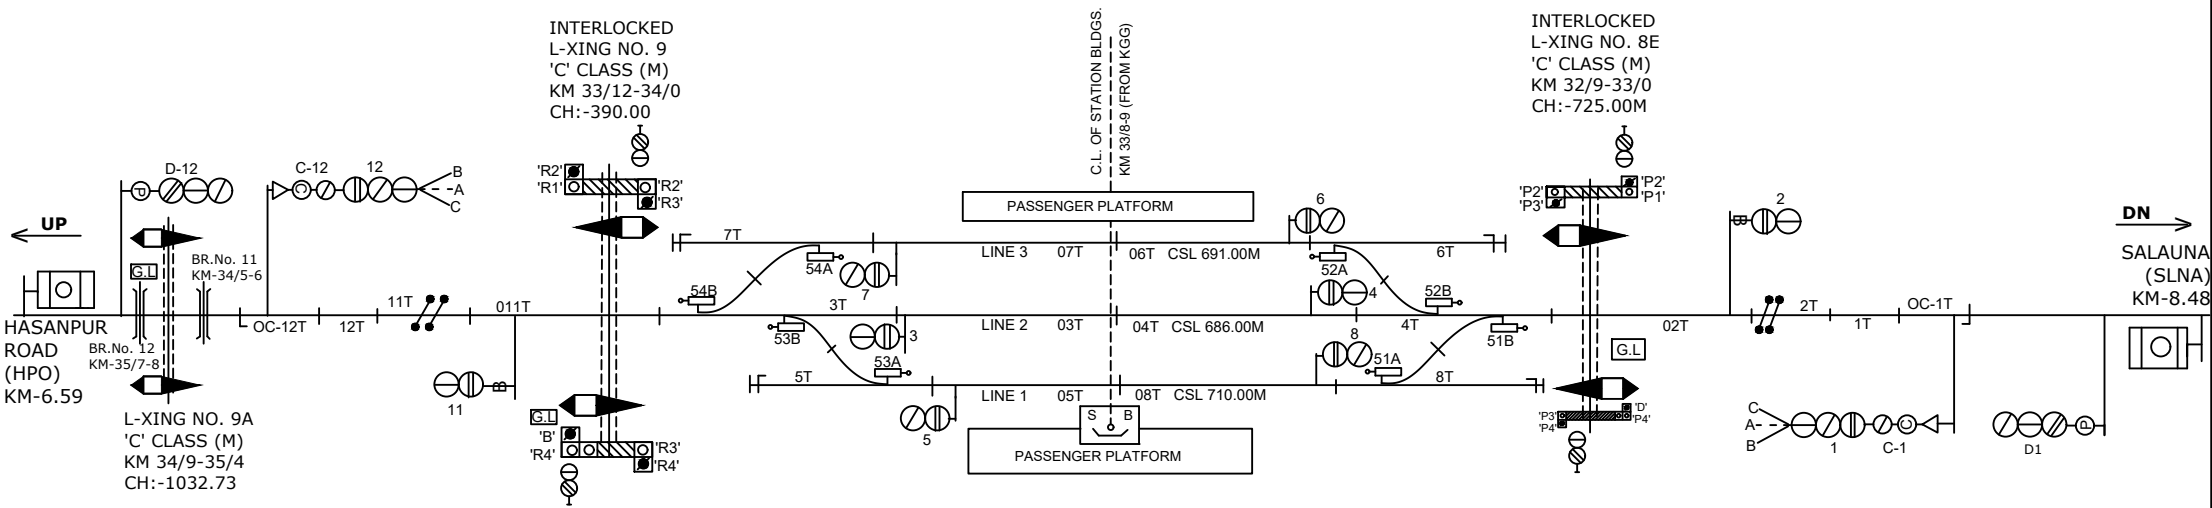 INTERLOCKED
L-XING NO. 9
'C' CLASS (M)
KM 33/12-34/0
CH:-390.00
C.L. OF STATION BLDGS.
KM 33/8-9 (FROM KGG)
INTERLOCKED
L-XING NO. 8E
'C' CLASS (M)
KM 32/9-33/0
CH:-725.00M
D-12
P
C-12
C
12
B
A
C
'R2'
'R1'
'R2'
'R3'
PASSENGER PLATFORM
6
'P2'
'P3'
'P2'
'P1'
B
2
UP
DN
G.L
BR.No. 11
KM-34/5-6
7T
54A
7
LINE 3
07T
06T
CSL 691.00M
52A
6T
SALAUNA
(SLNA)
KM-8.48
HASANPUR
ROAD
(HPO)
KM-6.59
OC-12T
12T
11T
011T
54B
3T
53B
3
LINE 2
03T
04T
CSL 686.00M
4
8
4T
52B
51B
02T
2T
1T
OC-1T
BR.No. 12
KM-35/7-8
G.L
11
B
5T
53A
5
LINE 1
05T
08T
CSL 710.00M
51A
8T
L-XING NO. 9A
'C' CLASS (M)
KM 34/9-35/4
CH:-1032.73
G.L
'B'
'R4'
'R3'
'R4'
S
B
PASSENGER PLATFORM
'P3'
'P4'
'D'
'P4'
C
A
B
1
C-1
C
D1
P